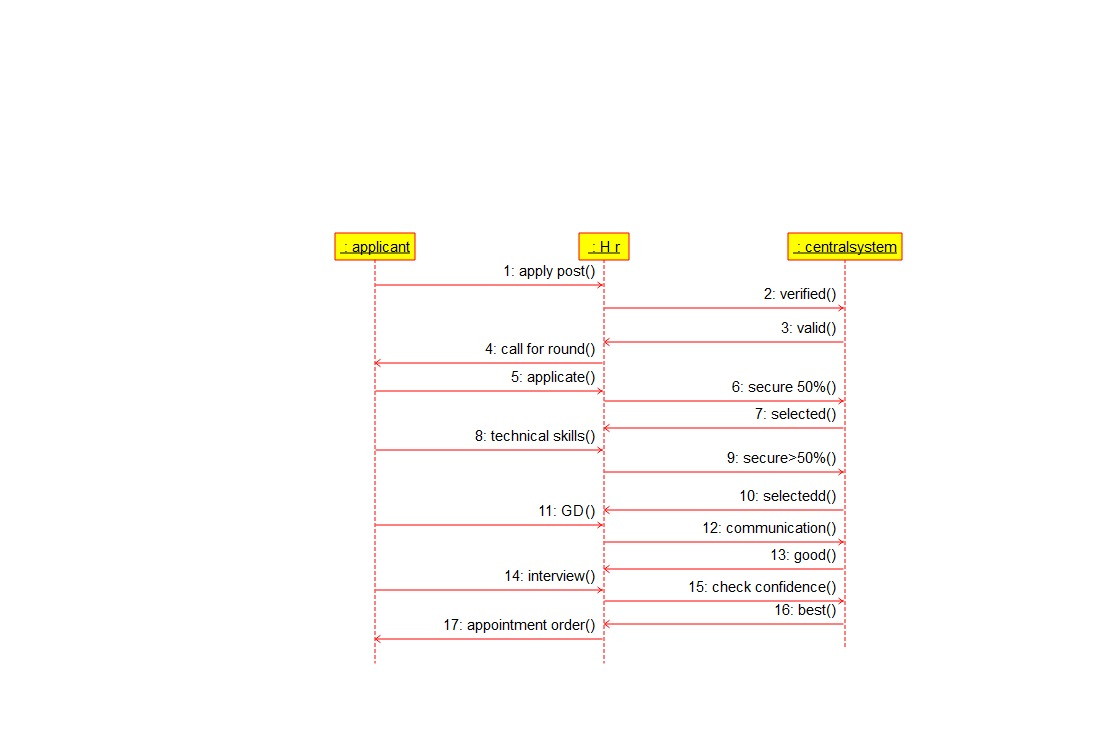 : applicant
: H r
: centralsystem
1: apply post()
2: verified()
3: valid()
4: call for round()
5: applicate()
6: secure 50%()
7: selected()
8: technical skills()
9: secure>50%()
10: selectedd()
11: GD()
12: communication()
13: good()
14: interview()
15: check confidence()
16: best()
17: appointment order()